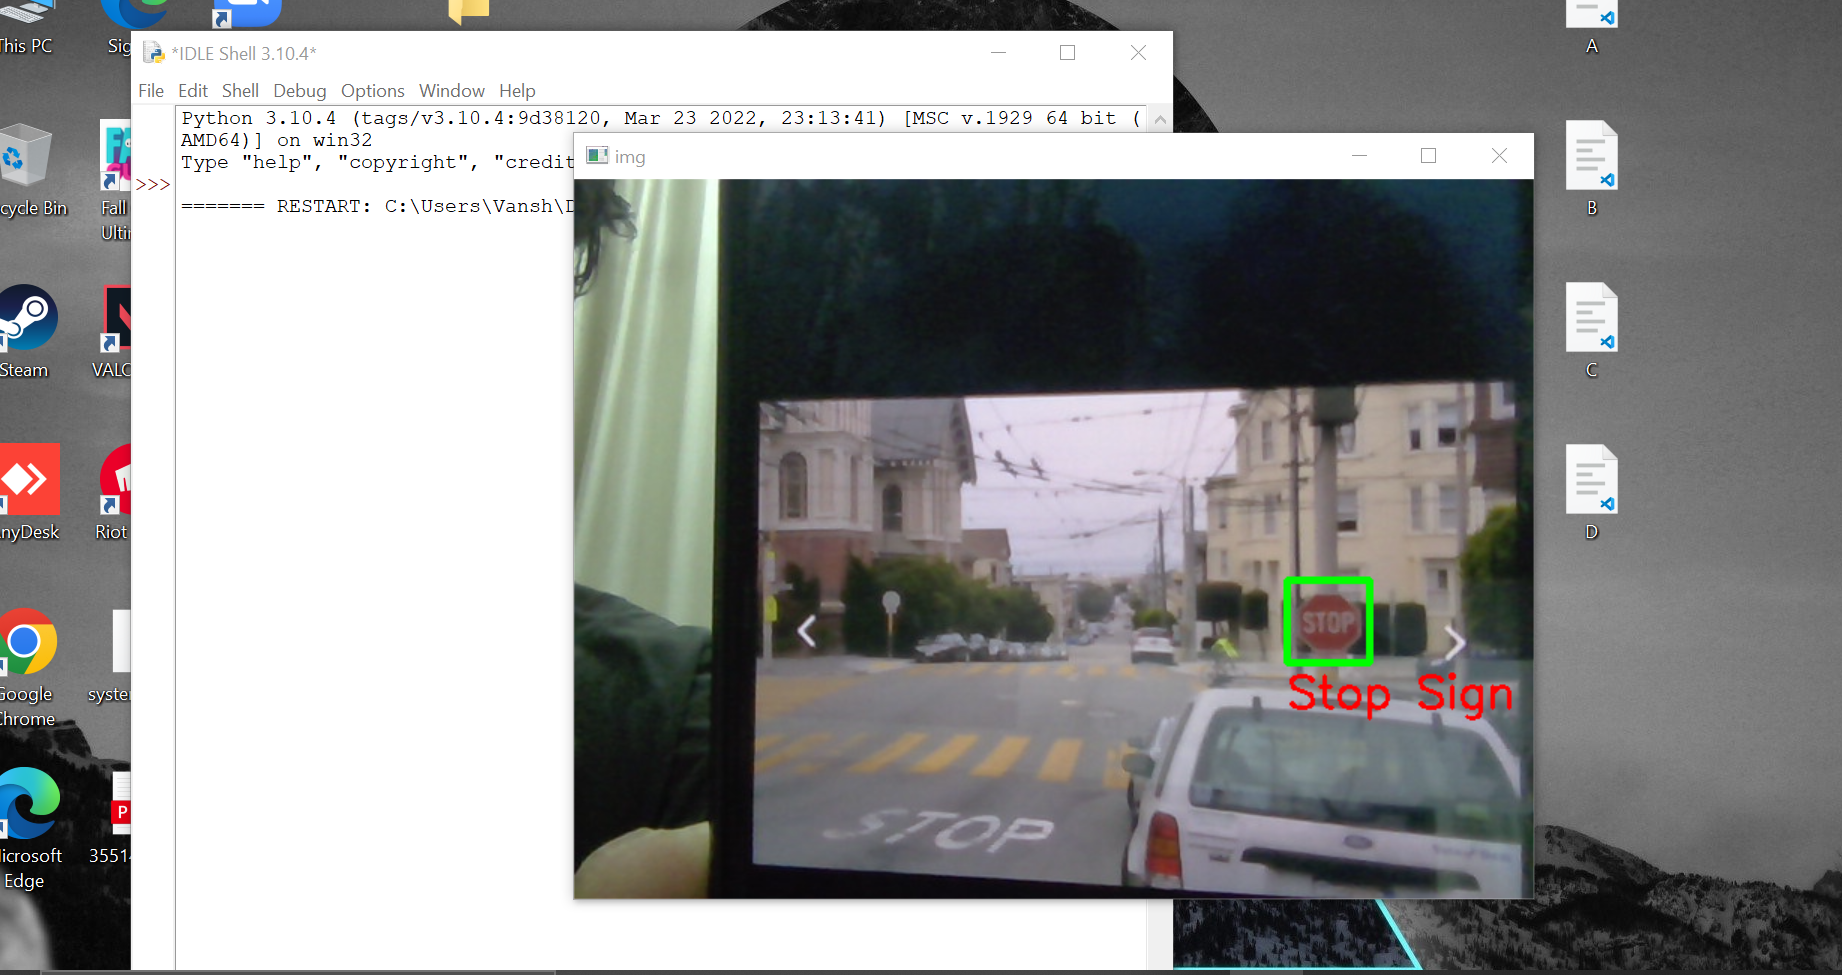 This PC
Sig
A
*IDLE Shell 3.10.4*
File Edit Shell Debug Options Window Help
Python 3.10.4 (tags/v3.10.4:9d38120, Mar 23 2022, 23:13:41) [MSC v.1929 64 bit (
AMD64)] on win32
Type "help", "copyright", "credit
>>>
======= RESTART: C:\Users\Vansh\D
img
cycle Bin
Fall
Ulti
B
Steam
VALO
C
nyDesk
Riot
D
STOP
Stop Sign
STOP
Google
Chrome
syste
icrosoft
Edge
P
3551